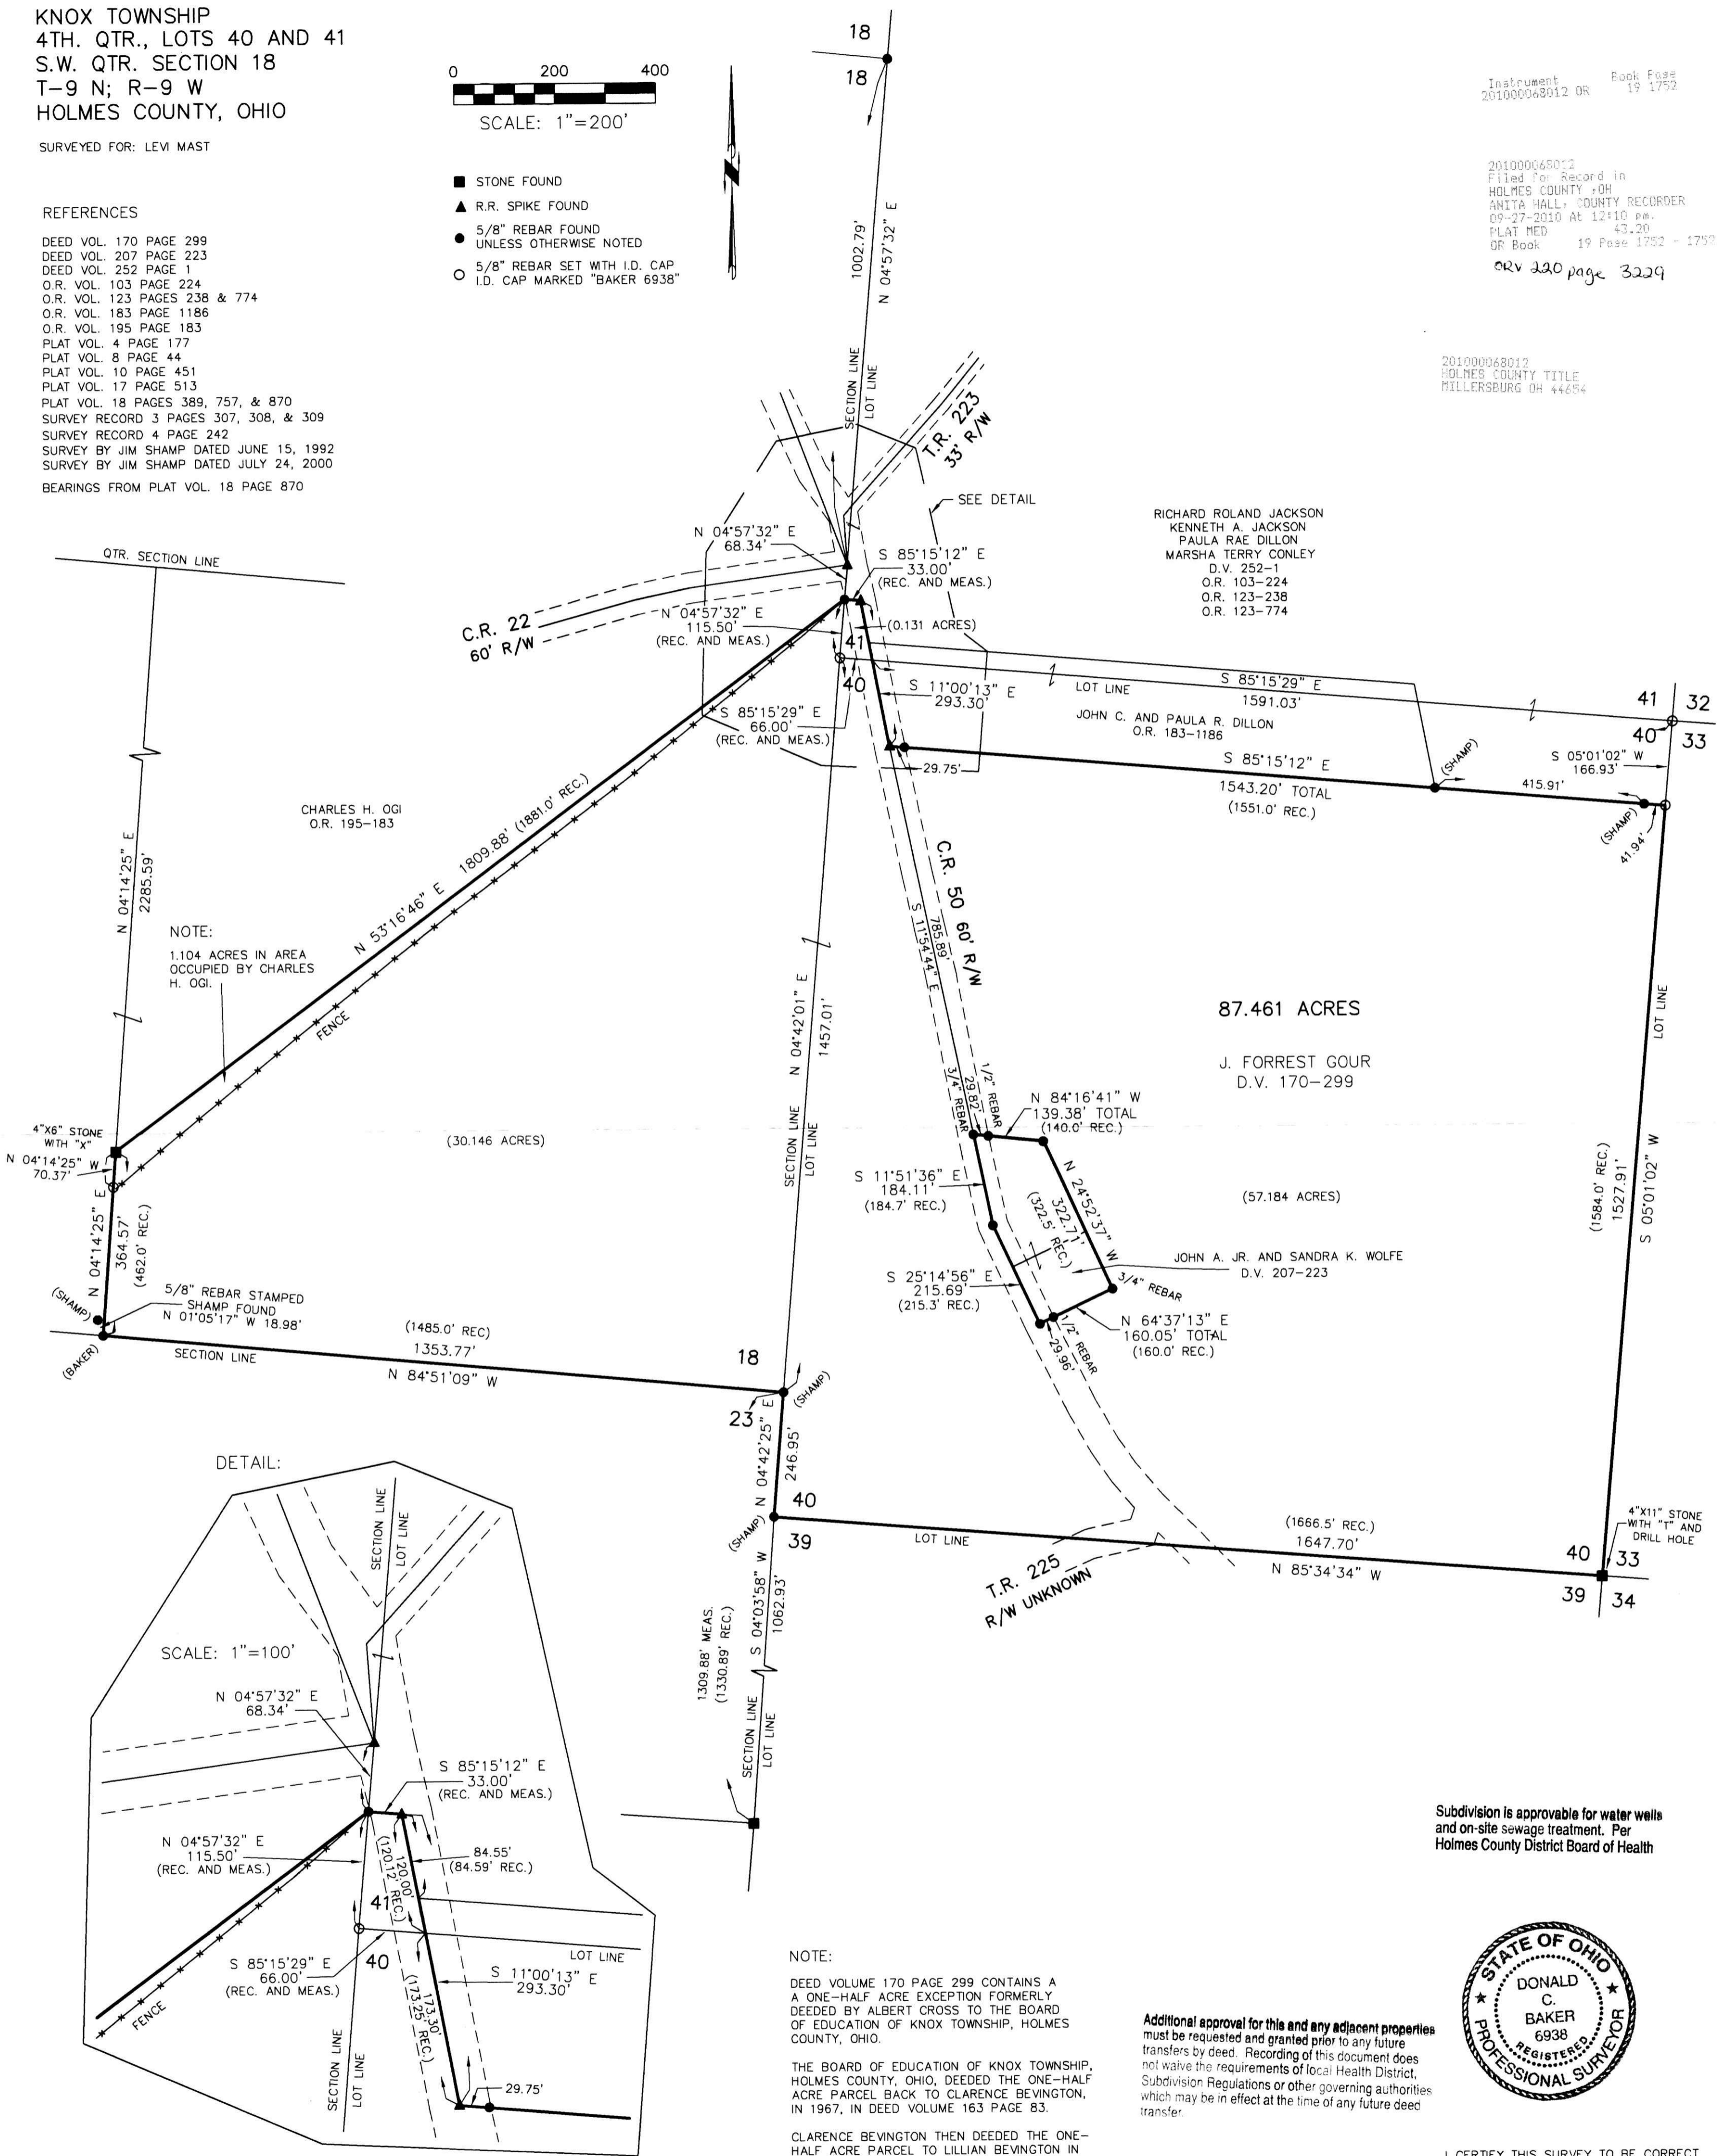 KNOX TOWNSHIP
4TH. QTR., LOTS 40 AND 41
S.W. QTR. SECTION 18
T-9 N; R-9 W
HOLMES COUNTY, OHIO
SURVEYED FOR: LEVI MAST
REFERENCES
DEED VOL. 170 PAGE 299
DEED VOL. 207 PAGE 223
DEED VOL. 252 PAGE 1
O.R. VOL. 103 PAGE 224
O.R. VOL. 123 PAGES 238 & 774
O.R. VOL. 183 PAGE 1186
O.R. VOL. 195 PAGE 183
PLAT VOL. 4 PAGE 177
PLAT VOL. 8 PAGE 44
PLAT VOL. 10 PAGE 451
PLAT VOL. 17 PAGE 513
PLAT VOL. 18 PAGES 389, 757, & 870
SURVEY RECORD 3 PAGES 307, 308, & 309
SURVEY RECORD 4 PAGE 242
SURVEY BY JIM SHAMP DATED JUNE 15, 1992
SURVEY BY JIM SHAMP DATED JULY 24, 2000
BEARINGS FROM PLAT VOL. 18 PAGE 870
0 200 400
SCALE: 1"=200'
STONE FOUND
R.R. SPIKE FOUND
5/8" REBAR FOUND
UNLESS OTHERWISE NOTED
5/8" REBAR SET WITH I.D. CAP
I.D. CAP MARKED "BAKER 6938"
18
18
1002.79'
N 04°57'32" E
SECTION LINE
LOT LINE
Instrument Book Page
201000068012 OR 19 1752
201000068012
Filed for Record in
HOLMES COUNTY , OH
ANITA HALL, COUNTY RECORDER
09-27-2010 At 12:10 pm.
PLAT MED 43.20
OR Book 19 Page 1752 - 1752
ORV 220 page 3229
201000068012
HOLMES COUNTY TITLE
MILLERSBURG OH 44654
T.R. 223
33' R/W
SEE DETAIL
RICHARD ROLAND JACKSON
KENNETH A. JACKSON
PAULA RAE DILLON
MARSHA TERRY CONLEY
D.V. 252-1
O.R. 103-224
O.R. 123-238
O.R. 123-774
QTR. SECTION LINE
N 04°57'32" E
68.34'
S 85°15'12" E
33.00'
(REC. AND MEAS.)
C.R. 22
60' R/W
N 04°57'32" E
115.50'
(REC. AND MEAS.)
(0.131 ACRES)
41
40
S 11°00'13" E
293.30'
S 85°15'29" E
66.00'
(REC. AND MEAS.)
29.75'
LOT LINE
S 85°15'29" E
1591.03'
JOHN C. AND PAULA R. DILLON
O.R. 183-1186
41 32
40 33
S 05°01'02" W
166.93'
(SHAMP)
S 85°15'12" E
1543.20' TOTAL
(1551.0' REC.)
415.91'
(SHAMP)
41.94'
CHARLES H. OGI
O.R. 195-183
N 04°14'25" E
2285.59'
N 53°16'46" E 1809.88' (1881.0' REC.)
NOTE:
1.104 ACRES IN AREA
OCCUPIED BY CHARLES
H. OGI.
FENCE
N 04°42'01" E
1457.01'
SECTION LINE
LOT LINE
C.R. 50 60' R/W
785.89'
S 11°54'44" E
87.461 ACRES
J. FORREST GOUR
D.V. 170-299
LOT LINE
3/4" REBAR
29.82'
1/2" REBAR
N 84°16'41" W
139.38' TOTAL
(140.0' REC.)
4"X6" STONE
WITH "X"
N 04°14'25" W
70.37'
(30.146 ACRES)
S 11°51'36" E
184.11'
(184.7' REC.)
N 24°52'37" W
322.71'
(322.5' REC.)
(57.184 ACRES)
(1584.0' REC.)
1527.91'
S 05°01'02" W
N 04°14'25" E
364.57'
(462.0' REC.)
JOHN A. JR. AND SANDRA K. WOLFE
D.V. 207-223
S 25°14'56" E
215.69'
(215.3' REC.)
3/4" REBAR
(SHAMP)
5/8" REBAR STAMPED
SHAMP FOUND
N 01°05'17" W 18.98'
N 64°37'13" E
160.05' TOTAL
(160.0' REC.)
1/2" REBAR
29.96'
(BAKER)
SECTION LINE
(1485.0' REC)
1353.77'
N 84°51'09" W
18
23
(SHAMP)
N 04°42'25" E
246.95'
40
39
(SHAMP)
LOT LINE
(1666.5' REC.)
1647.70'
N 85°34'34" W
4"X11" STONE
WITH "T" AND
DRILL HOLE
40 33
39 34
T.R. 225
R/W UNKNOWN
S 04°03'58" W
1062.93'
1309.88' MEAS.
(1330.89' REC.)
SECTION LINE
LOT LINE
DETAIL:
SECTION LINE
LOT LINE
SCALE: 1"=100'
N 04°57'32" E
68.34'
S 85°15'12" E
33.00'
(REC. AND MEAS.)
N 04°57'32" E
115.50'
(REC. AND MEAS.)
84.55'
(84.59' REC.)
120.00'
(120.12' REC.)
41
40
LOT LINE
S 85°15'29" E
66.00'
(REC. AND MEAS.)
S 11°00'13" E
293.30'
173.30'
(173.25' REC.)
FENCE
29.75'
SECTION LINE
LOT LINE
Subdivision is approvable for water wells
and on-site sewage treatment. Per
Holmes County District Board of Health
NOTE:
DEED VOLUME 170 PAGE 299 CONTAINS A
A ONE-HALF ACRE EXCEPTION FORMERLY
DEEDED BY ALBERT CROSS TO THE BOARD
OF EDUCATION OF KNOX TOWNSHIP, HOLMES
COUNTY, OHIO.
THE BOARD OF EDUCATION OF KNOX TOWNSHIP,
HOLMES COUNTY, OHIO, DEEDED THE ONE-HALF
ACRE PARCEL BACK TO CLARENCE BEVINGTON,
IN 1967, IN DEED VOLUME 163 PAGE 83.
CLARENCE BEVINGTON THEN DEEDED THE ONE-
HALF ACRE PARCEL TO LILLIAN BEVINGTON IN
Additional approval for this and any adjacent properties
must be requested and granted prior to any future
transfers by deed. Recording of this document does
not waive the requirements of local Health District,
Subdivision Regulations or other governing authorities
which may be in effect at the time of any future deed
transfer.
STATE OF OHIO
DONALD
C.
BAKER
6938
REGISTERED
PROFESSIONAL SURVEYOR
I CERTIFY THIS SURVEY TO BE CORRECT